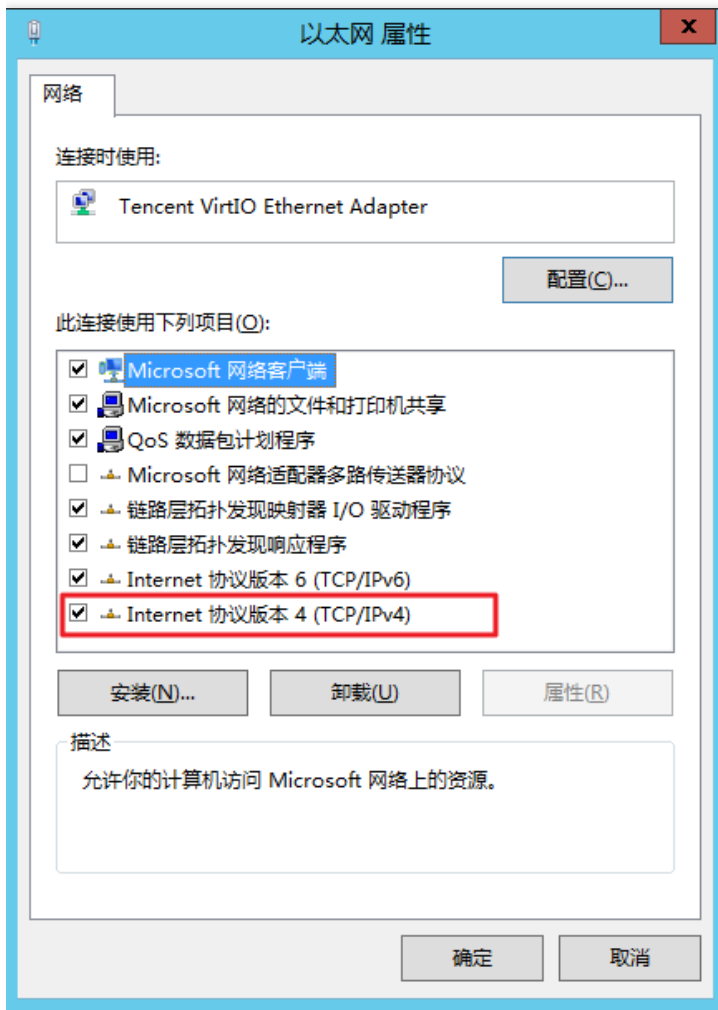 以太网 属性
x
网络
连接时使用:
Tencent VirtIO Ethernet Adapter
配置(C)...
此连接使用下列项目(O):
Microsoft 网络客户端
Microsoft 网络的文件和打印机共享
QoS 数据包计划程序
Microsoft 网络适配器多路传送器协议
链路层拓扑发现映射器 I/O 驱动程序
链路层拓扑发现响应程序
Internet 协议版本 6 (TCP/IPv6)
Internet 协议版本 4 (TCP/IPv4)
安装(N)... 卸载(U) 属性(R)
描述
允许你的计算机访问 Microsoft 网络上的资源。
确定 取消